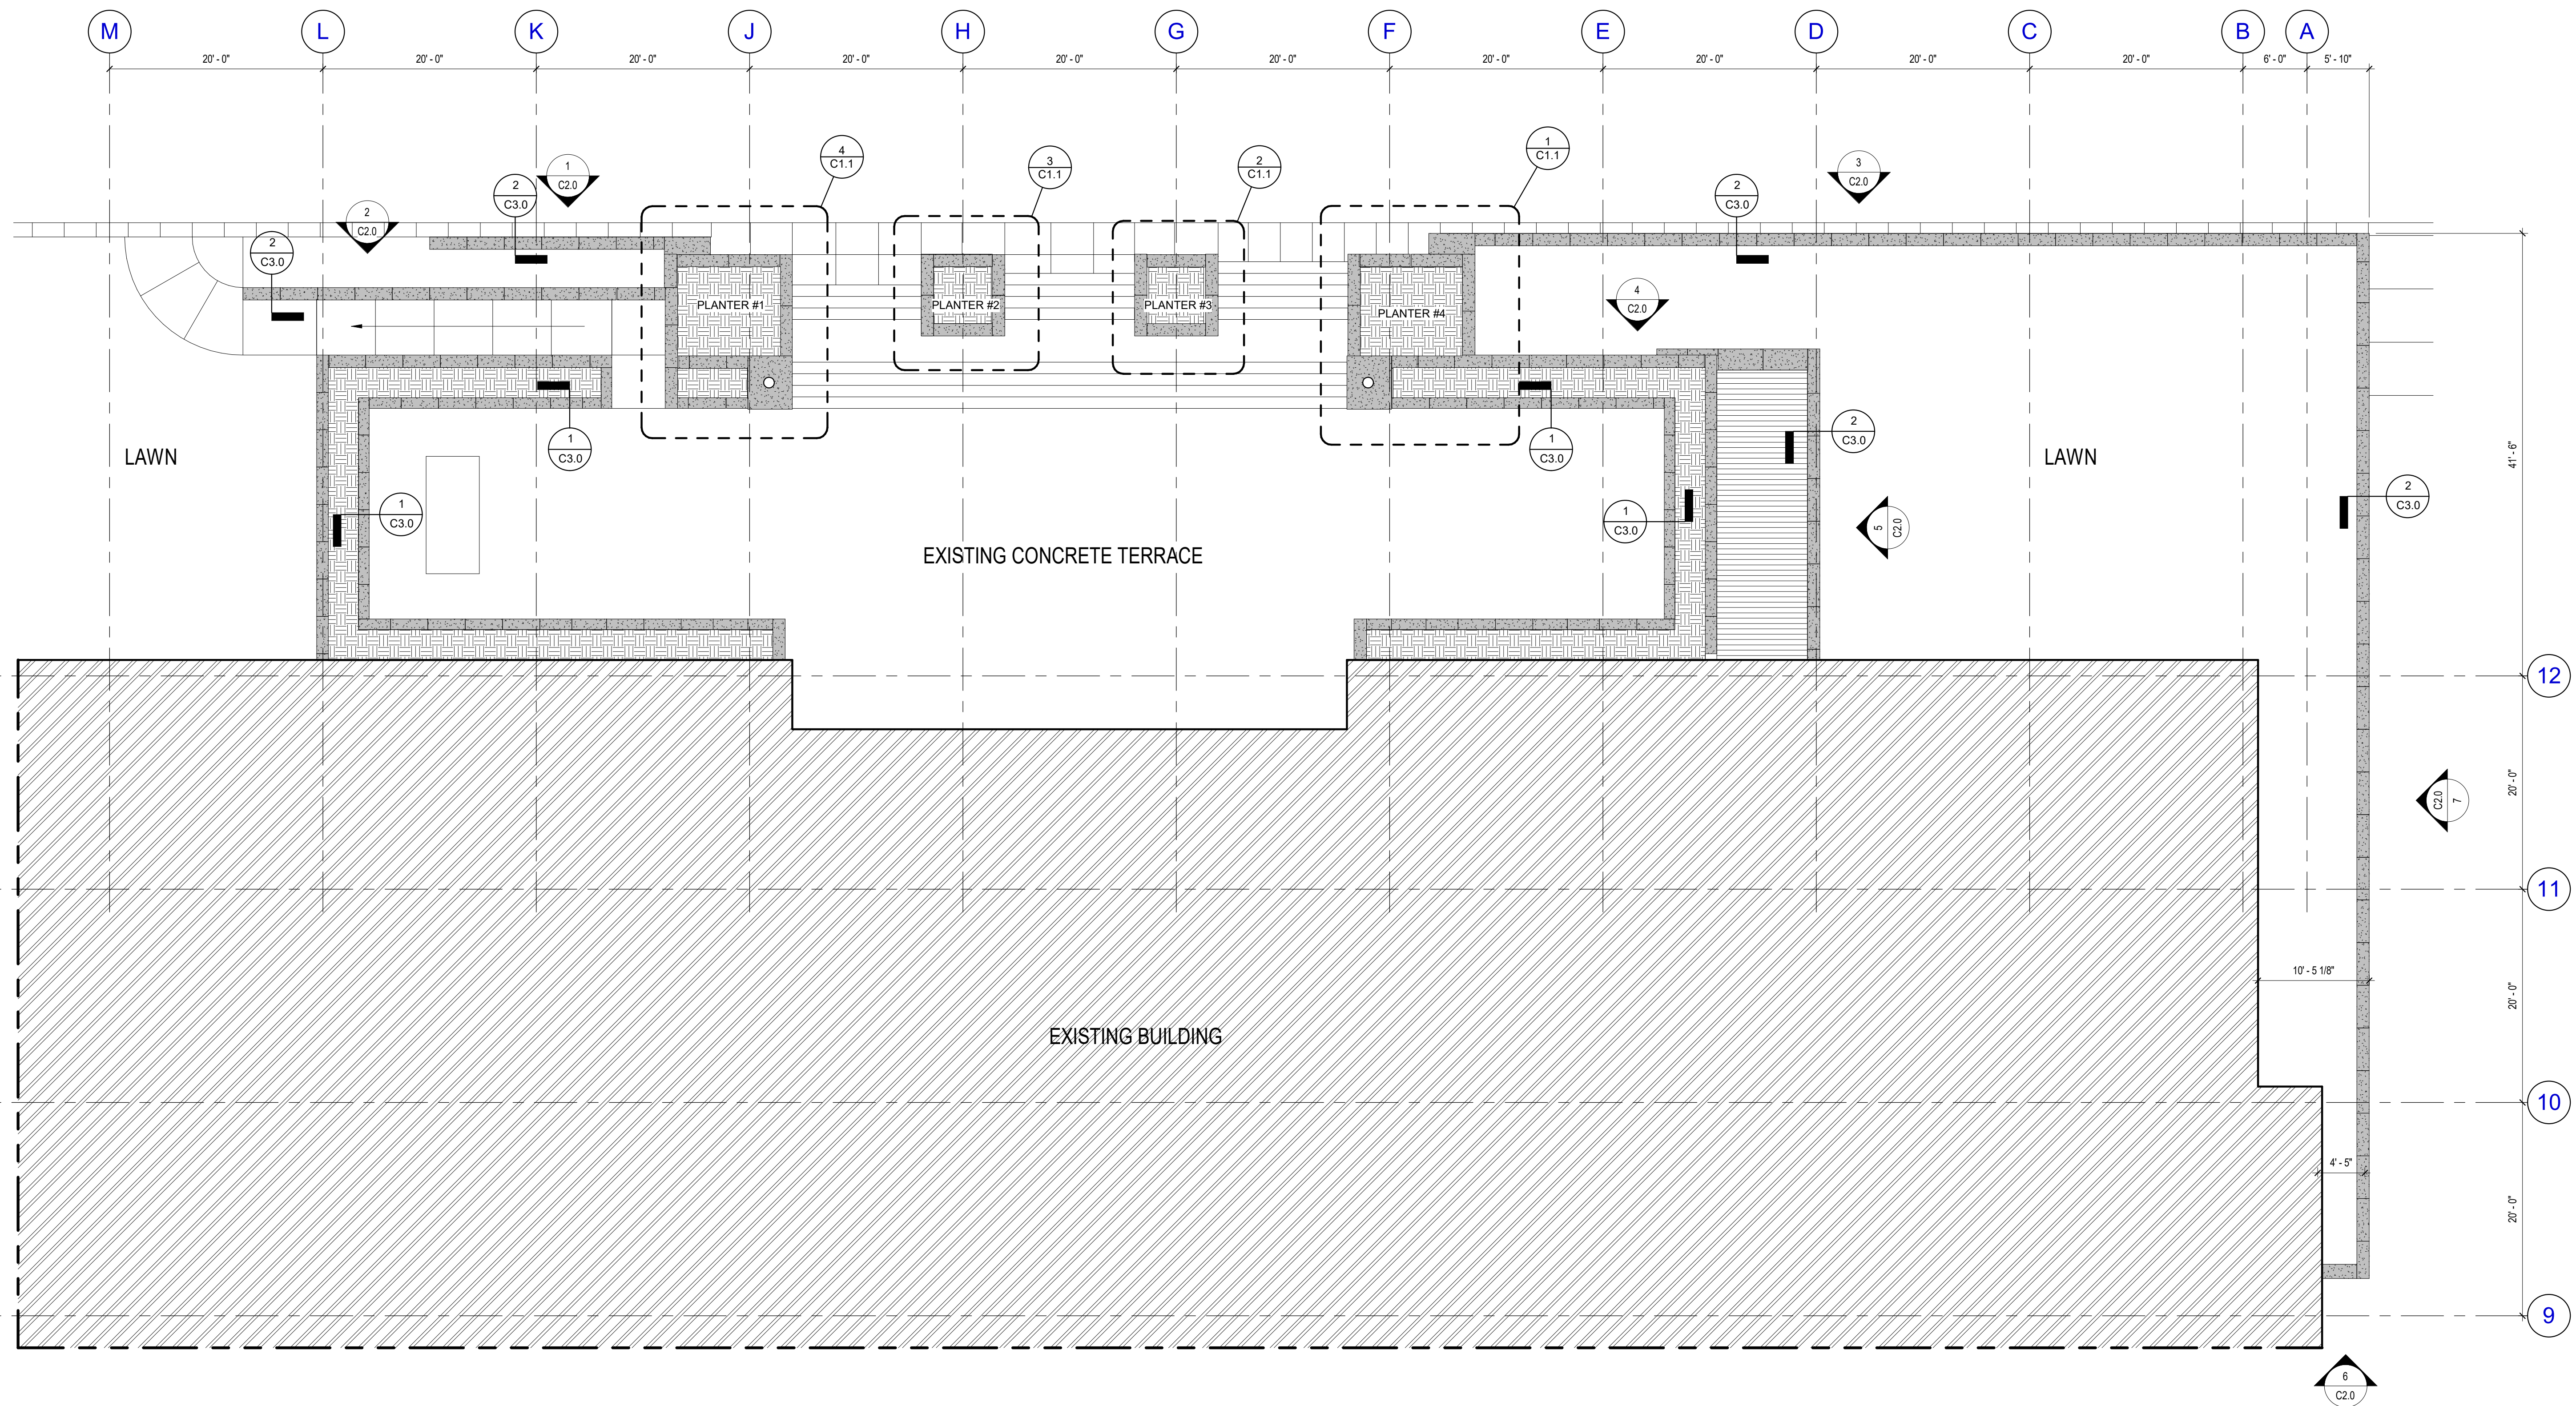 M L K J H G F E D C B A
20' - 0" 20' - 0" 20' - 0" 20' - 0" 20' - 0" 20' - 0" 20' - 0" 20' - 0" 20' - 0" 20' - 0" 6' - 0" 5' - 10"
4
C1.1
3
C1.1
2
C1.1
1
C1.1
1
C2.0
3
C2.0
2
C3.0
2
C3.0
2
C2.0
2
C3.0
4
C2.0
PLANTER #1
PLANTER #2
PLANTER #3
PLANTER #4
1
C3.0
1
C3.0
2
C3.0
LAWN
LAWN
41' - 6"
1
C3.0
1
C3.0
5
C2.0
2
C3.0
EXISTING CONCRETE TERRACE
12
20' - 0"
7
C2.0
11
10' - 5 1/8"
20' - 0"
EXISTING BUILDING
10
4' - 5"
20' - 0"
9
6
C2.0